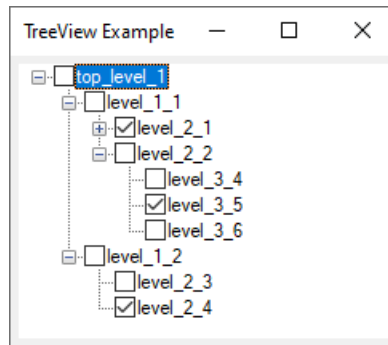 TreeView Example
top_level_1
level_1_1
level_2_1
level_2_2
level_3_4
level_3_5
level_3_6
level_1_2
level_2_3
level_2_4